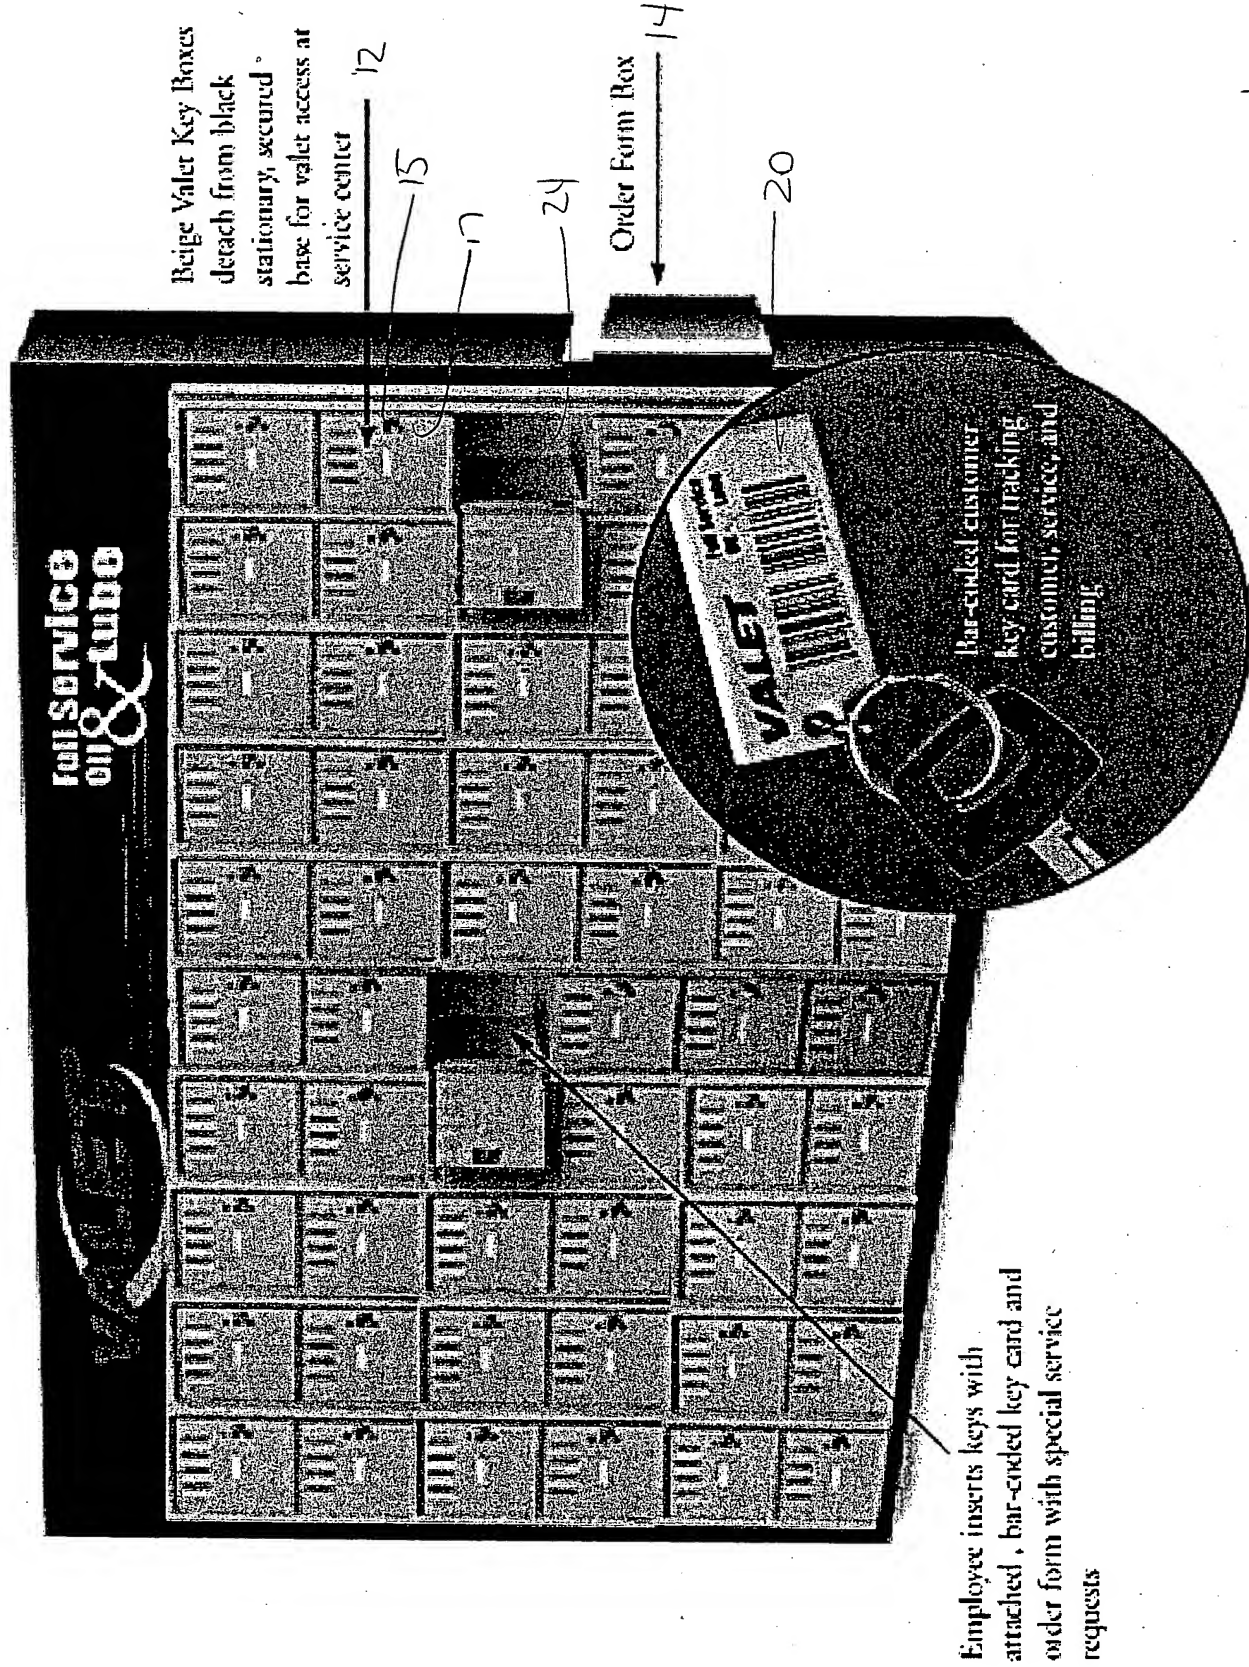 VALET
Full Service
Oil & Lube
Beige Valet Key Boxes
detach from black
stationary, secured
base for valet access at
service center
12
15
17
24
Order Form Box
14
20
VALET
Bar-coded customer
key card for tracking
customer, service, and
billing
Employee inserts keys with
attached, bar-coded key card and
order form with special service
requests